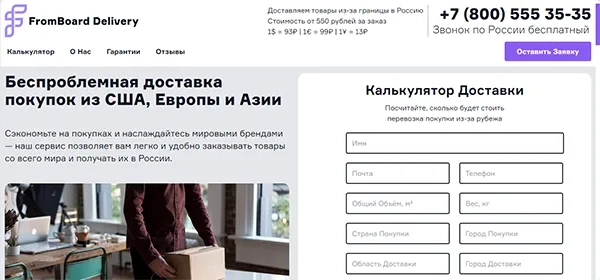 FromBoard Delivery
Доставляем товары из-за границы в Россию
Стоимость от 550 рублей за заказ
1$ = 93₽ | 1€ = 99₽ | 1¥ = 13₽
+7 (800) 555 35-35
Звонок по России бесплатный
Калькулятор О Нас Гарантии Отзывы
Оставить Заявку
Беспроблемная доставка
покупок из США, Европы и Азии
Сэкономьте на покупках и наслаждайтесь мировыми брендами
— наш сервис позволяет вам легко и удобно заказывать товары
со всего мира и получать их в России.
Калькулятор Доставки
Посчитайте, сколько будет стоить
перевозка покупки из-за рубежа
Имя
Почта Телефон
Общий Объём, м³ Вес, кг
Страна Покупки Город Покупки
Область Доставки Город Доставки